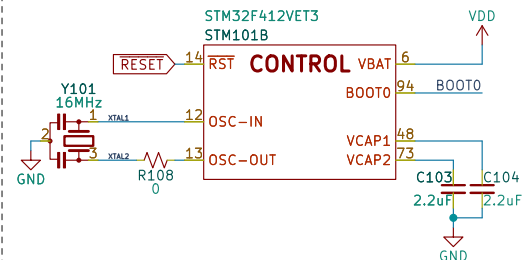 STM32F412VET3
STM101B
VDD
RESET
14
RST
CONTROL
VBAT
6
BOOT0
94
BOOT0
Y101
16MHz
1
XTAL1
12
OSC-IN
2
3
XTAL2
13
OSC-OUT
R108
0
VCAP1
48
VCAP2
73
GND
C103
2.2uF
C104
2.2uF
GND